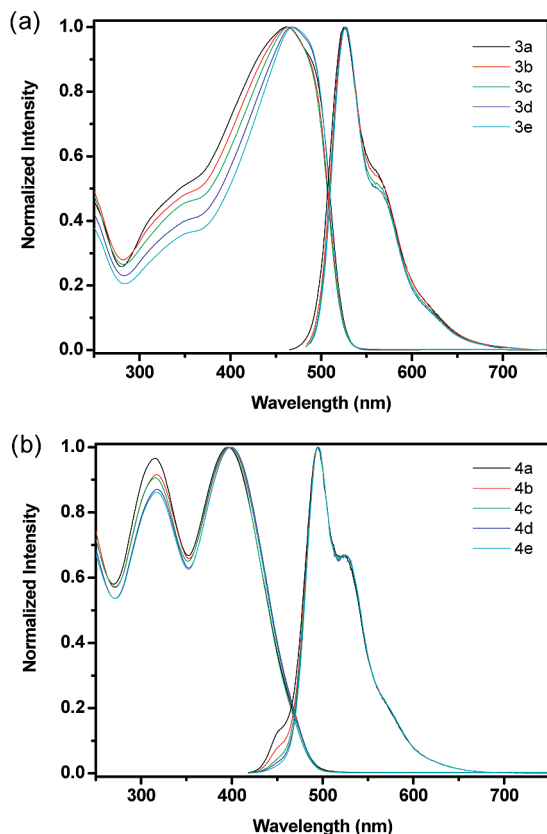 (a)
1.0
0.8
0.6
0.4
0.2
0.0
Normalized Intensity
3a
3b
3c
3d
3e
300 400 500 600 700
Wavelength (nm)
(b)
1.0
0.8
0.6
0.4
0.2
0.0
Normalized Intensity
4a
4b
4c
4d
4e
300 400 500 600 700
Wavelength (nm)